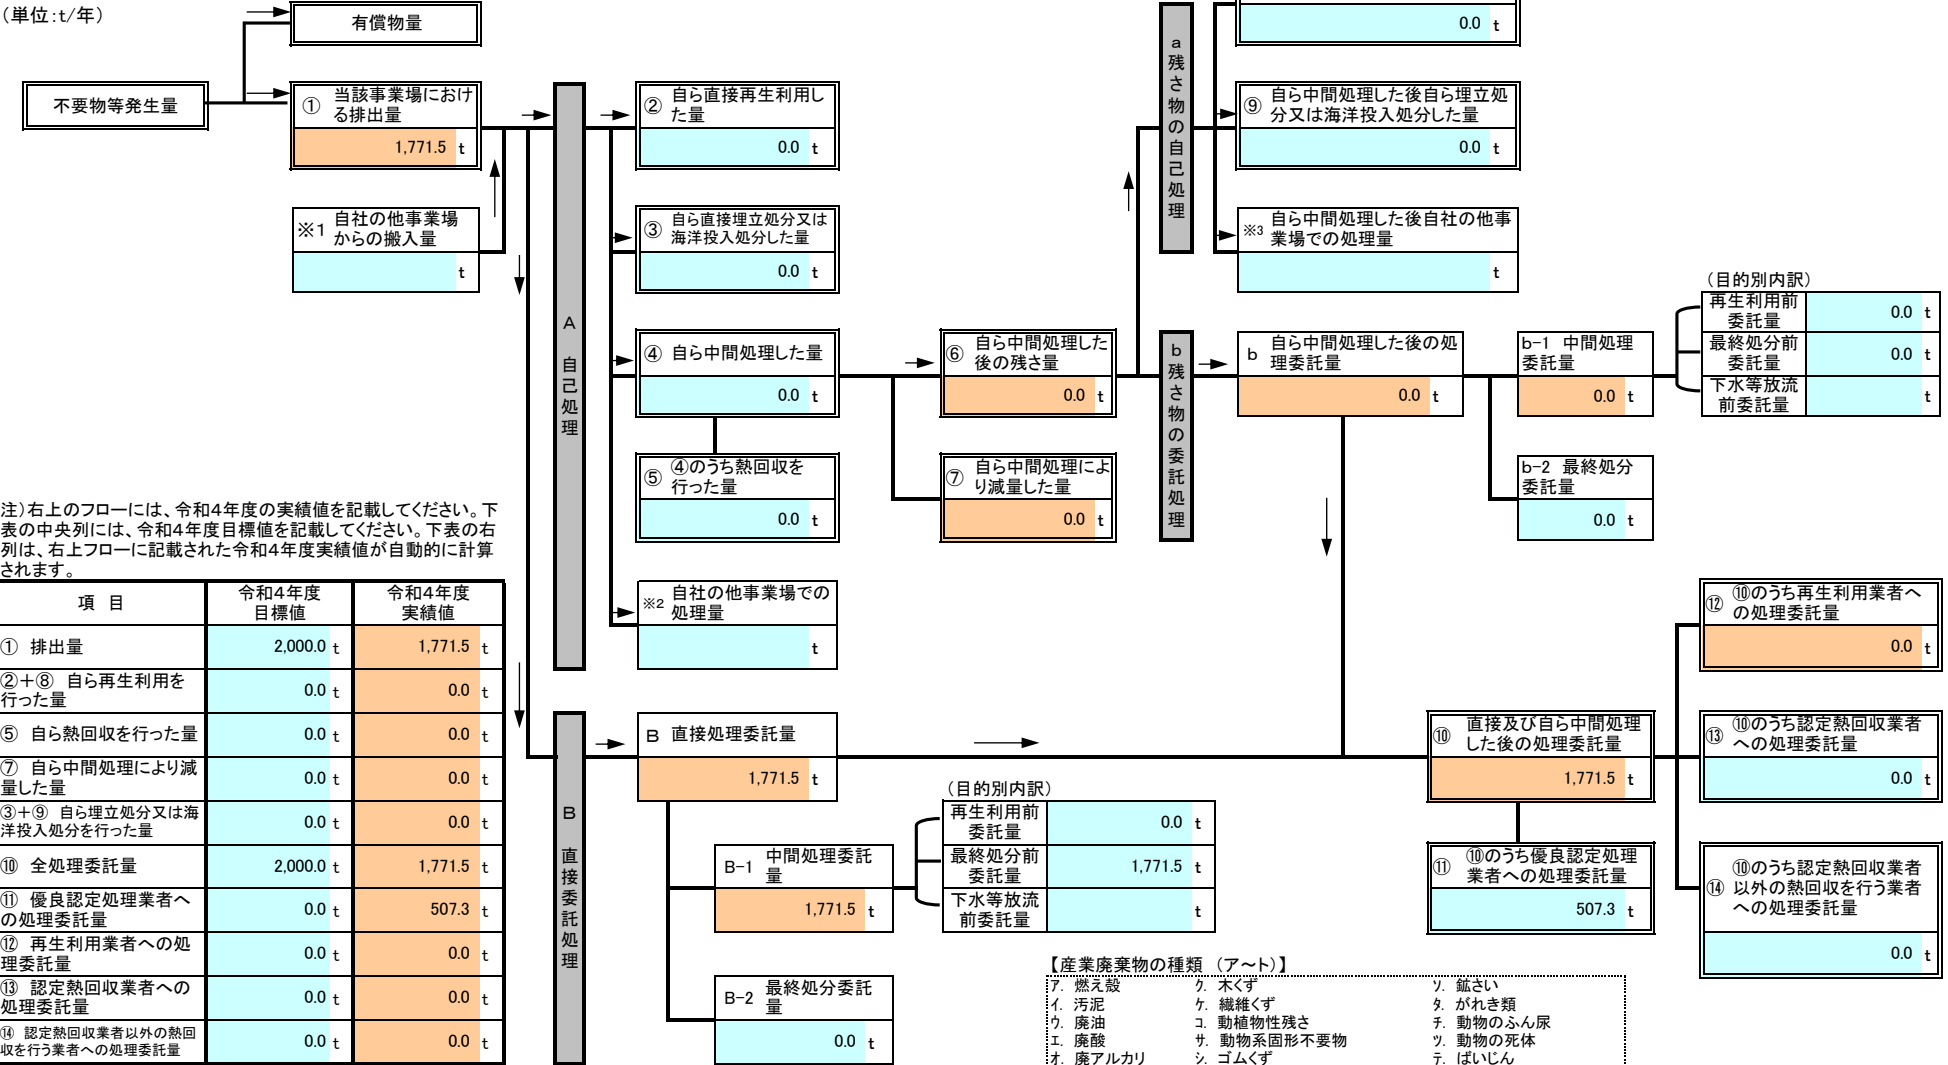 （単位：t/年）
有償物量
不要物等発生量
① 当該事業場におけ
る排出量
1,771.5 t
※1 自社の他事業場
からの搬入量
t
A 自己処理
② 自ら直接再生利用し
た量
0.0 t
③ 自ら直接埋立処分又は
海洋投入処分した量
0.0 t
④ 自ら中間処理した量
0.0 t
⑤ ④のうち熱回収を
行った量
0.0 t
※2 自社の他事業場での
処理量
t
⑥ 自ら中間処理した
後の残さ量
0.0 t
⑦ 自ら中間処理によ
り減量した量
0.0 t
a残さ物の自己処理
0.0 t
⑨ 自ら中間処理した後自ら埋立処
分又は海洋投入処分した量
0.0 t
※3 自ら中間処理した後自社の他事
業場での処理量
t
b残さ物の委託処理
b 自ら中間処理した後の処
理委託量
0.0 t
b-1 中間処理
委託量
0.0 t
b-2 最終処分
委託量
0.0 t
（目的別内訳）
再生利用前
委託量
0.0 t
最終処分前
委託量
0.0 t
下水等放流
前委託量
t
注）右上のフローには、令和4年度の実績値を記載してください。下
表の中央列には、令和4年度目標値を記載してください。下表の右
列は、右上フローに記載された令和4年度実績値が自動的に計算
されます。
項 目
令和4年度
目標値
令和4年度
実績値
① 排出量 2,000.0 t 1,771.5 t
②＋⑧ 自ら再生利用を
行った量 0.0 t 0.0 t
⑤ 自ら熱回収を行った量 0.0 t 0.0 t
⑦ 自ら中間処理により減
量した量 0.0 t 0.0 t
③＋⑨ 自ら埋立処分又は海
洋投入処分を行った量 0.0 t 0.0 t
⑩ 全処理委託量 2,000.0 t 1,771.5 t
⑪ 優良認定処理業者へ
の処理委託量 0.0 t 507.3 t
⑫ 再生利用業者への処
理委託量 0.0 t 0.0 t
⑬ 認定熱回収業者への
処理委託量 0.0 t 0.0 t
⑭ 認定熱回収業者以外の熱回
収を行う業者への処理委託量 0.0 t 0.0 t
B 直接委託処理
B 直接処理委託量
1,771.5 t
B-1 中間処理委託
量
1,771.5 t
B-2 最終処分委託
量
0.0 t
（目的別内訳）
再生利用前
委託量
0.0 t
最終処分前
委託量
1,771.5 t
下水等放流
前委託量
t
⑩ 直接及び自ら中間処理
した後の処理委託量
1,771.5 t
⑪ ⑩のうち優良認定処理
業者への処理委託量
507.3 t
⑫ ⑩のうち再生利用業者へ
の処理委託量
0.0 t
⑬ ⑩のうち認定熱回収業者
への処理委託量
0.0 t
⑭ ⑩のうち認定熱回収業者
以外の熱回収を行う業者
への処理委託量
0.0 t
【産業廃棄物の種類 （ア～ト）】
ア. 燃え殻 ク. 木くず ソ. 鉱さい
イ. 汚泥 ケ. 繊維くず タ. がれき類
ウ. 廃油 コ. 動植物性残さ チ. 動物のふん尿
エ. 廃酸 サ. 動物系固形不要物 ツ. 動物の死体
オ. 廃アルカリ シ. ゴムくず テ. ばいじん